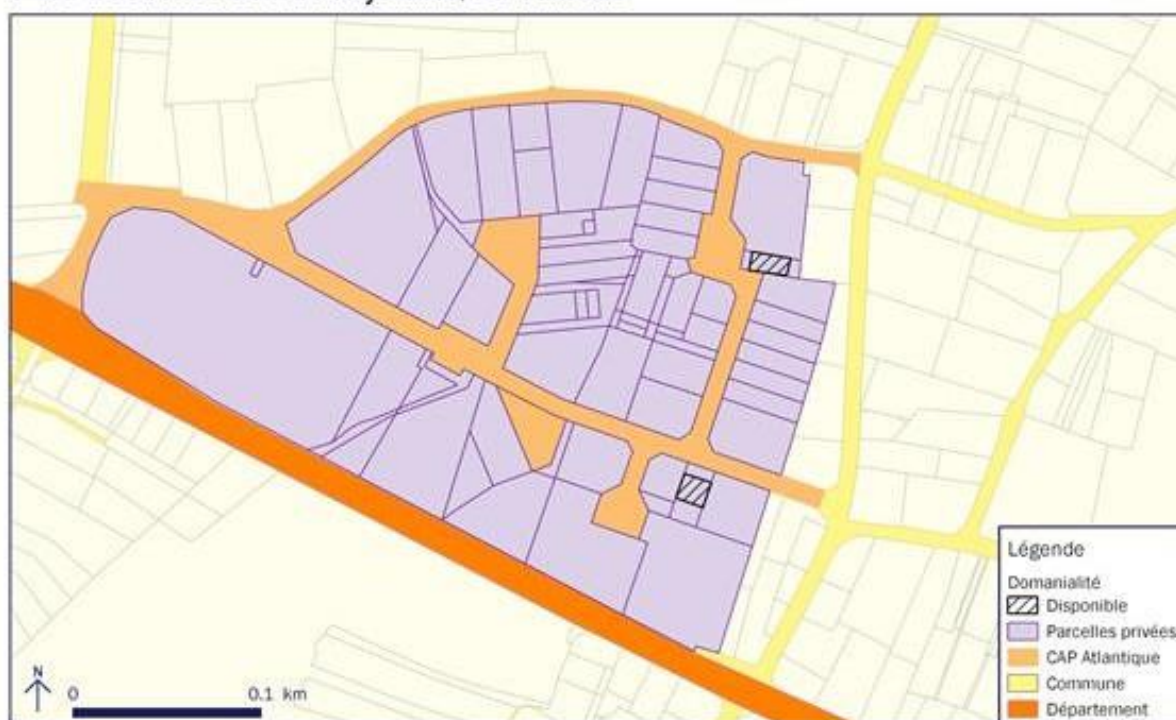 Légende
Domanialité
Disponible
Parcelles privées
CAP Atlantique
Commune
Département
N
0 0.1 km